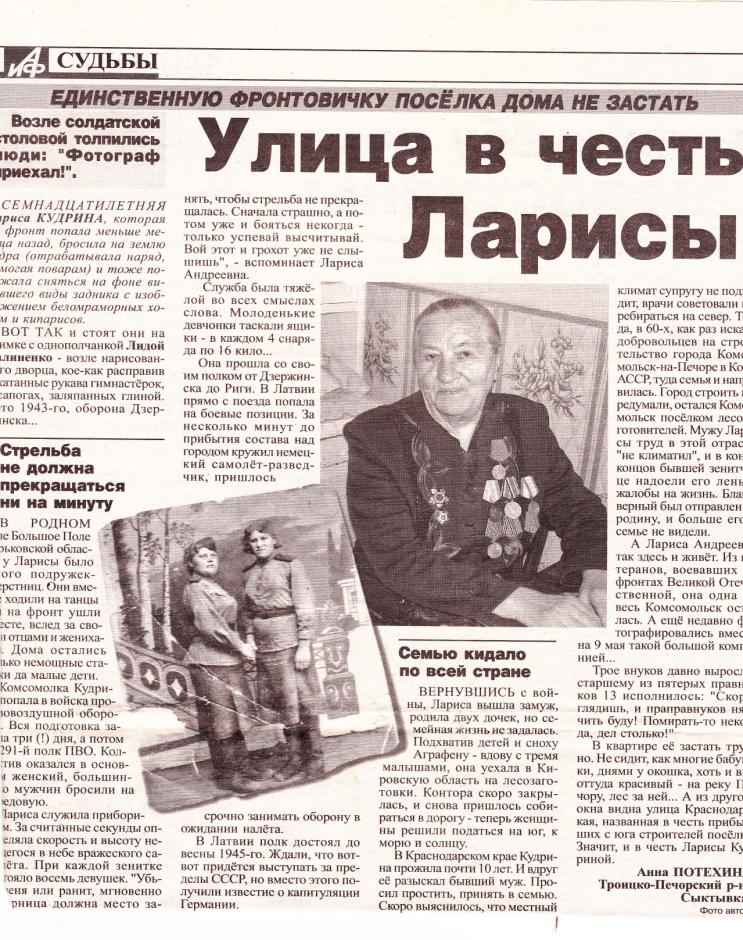 АиФ СУДЬБЫ
ЕДИНСТВЕННУЮ ФРОНТОВИЧКУ ПОСЁЛКА ДОМА НЕ ЗАСТАТЬ
Улица в честь
Ларисы
Возле солдатской
столовой толпились
люди: "Фотограф
приехал!".
СЕМНАДЦАТИЛЕТНЯЯ
ариса КУДРИНА, которая
фронт попала меньше ме-
ца назад, бросила на землю
дра (отрабатывала наряд,
могая поварам) и тоже по-
жала сняться на фоне ви-
вшего виды задника с изоб-
жением беломраморных хо-
м и кипарисов.
ВОТ ТАК и стоят они на
имке с однополчанкой Лидой
алиненко - возле нарисован-
го дворца, кое-как расправив
катанные рукава гимнастёрок,
сапогах, заляпанных глиной.
ето 1943-го, оборона Дзер-
инска...
Стрельба
не должна
прекращаться
ни на минуту
В РОДНОМ
ле Большое Поле
рьковской облас-
у Ларисы было
ого подружек-
ерстниц. Они вме-
ходили на танцы
на фронт ушли
есте, вслед за сво-
и отцами и жениха-
. Дома остались
лько немощные ста-
ки да малые дети.
Комсомолка Кудри-
попала в войска про-
вовоздушной оборо-
. Вся подготовка за-
ла три (!) дня, а потом
291-й полк ПВО. Кол-
ктив оказался в основ-
м женский, большин-
о мужчин бросили на
редовую.
Лариса служила прибори-
м. За считанные секунды оп-
еляла скорость и высоту не-
щегося в небе вражеского са-
лёта. При каждой зенитке
тояло восемь девушек. "Убь-
меня или ранит, мгновенно
арница должна место за-
нять, чтобы стрельба не прекра-
щалась. Сначала страшно, а по-
том уже и бояться некогда -
только успевай высчитывай.
Вой этот и грохот уже не слы-
шишь", - вспоминает Лариса
Андреевна.
Служба была тяжё-
лой во всех смыслах
слова. Молоденькие
девчонки таскали ящи-
ки - в каждом 4 снаря-
да по 16 кило...
Она прошла со сво-
им полком от Дзержин-
ска до Риги. В Латвии
прямо с поезда попала
на боевые позиции. За
несколько минут до
прибытия состава над
городом кружил немец-
кий самолёт-развед-
чик, пришлось
срочно занимать оборону в
ожидании налёта.
В Латвии полк достоял до
весны 1945-го. Ждали, что вот-
вот придётся выступать за пре-
делы СССР, но вместо этого по-
лучили известие о капитуляции
Германии.
Семью кидало
по всей стране
ВЕРНУВШИСЬ с вой-
ны, Лариса вышла замуж,
родила двух дочек, но се-
мейная жизнь не задалась.
Подхватив детей и сноху
Аграфену - вдову с тремя
малышами, она уехала в Ки-
ровскую область на лесозаго-
товки. Контора скоро закры-
лась, и снова пришлось соби-
раться в дорогу - теперь женщи-
ны решили податься на юг, к
морю и солнцу.
В Краснодарском крае Кудри-
на прожила почти 10 лет. И вдруг
её разыскал бывший муж. Про-
сил простить, принять в семью.
Скоро выяснилось, что местный
климат супругу не подх
дит, врачи советовали п
ребираться на север. То
да, в 60-х, как раз иска
добровольцев на стро
тельство города Комс
мольск-на-Печоре в Ко
АССР, туда семья и напр
вилась. Город строить п
редумали, остался Комсо
мольск посёлком лесо
готовителей. Мужу Лар
сы труд в этой отрас
"не климатил", и в кон
концов бывшей зенитч
це надоели его лень
жалобы на жизнь. Благ
верный был отправлен
родину, и больше его
семье не видели.
А Лариса Андреев
так здесь и живёт. Из в
теранов, воевавших
фронтах Великой Отече
ственной, она одна
весь Комсомольск оста
лась. А ещё недавно ф
тографировались вмес
на 9 мая такой большой комп
нией...
Трое внуков давно выросл
старшему из пятерых правн
ков 13 исполнилось: "Скор
глядишь, и праправнуков ня
чить буду! Помирать-то неко
да, дел столько!"
В квартире её застать тру
но. Не сидит, как многие бабу
ки, днями у окошка, хоть и в
оттуда красивый - на реку П
чору, лес за ней... А из друго
окна видна улица Краснодар
кая, названная в честь прибы
ших с юга строителей посёлк
Значит, и в честь Ларисы Ку
риной.
Анна ПОТЕХИН
Троицко-Печорский р-н
Сыктывка
Фото авто